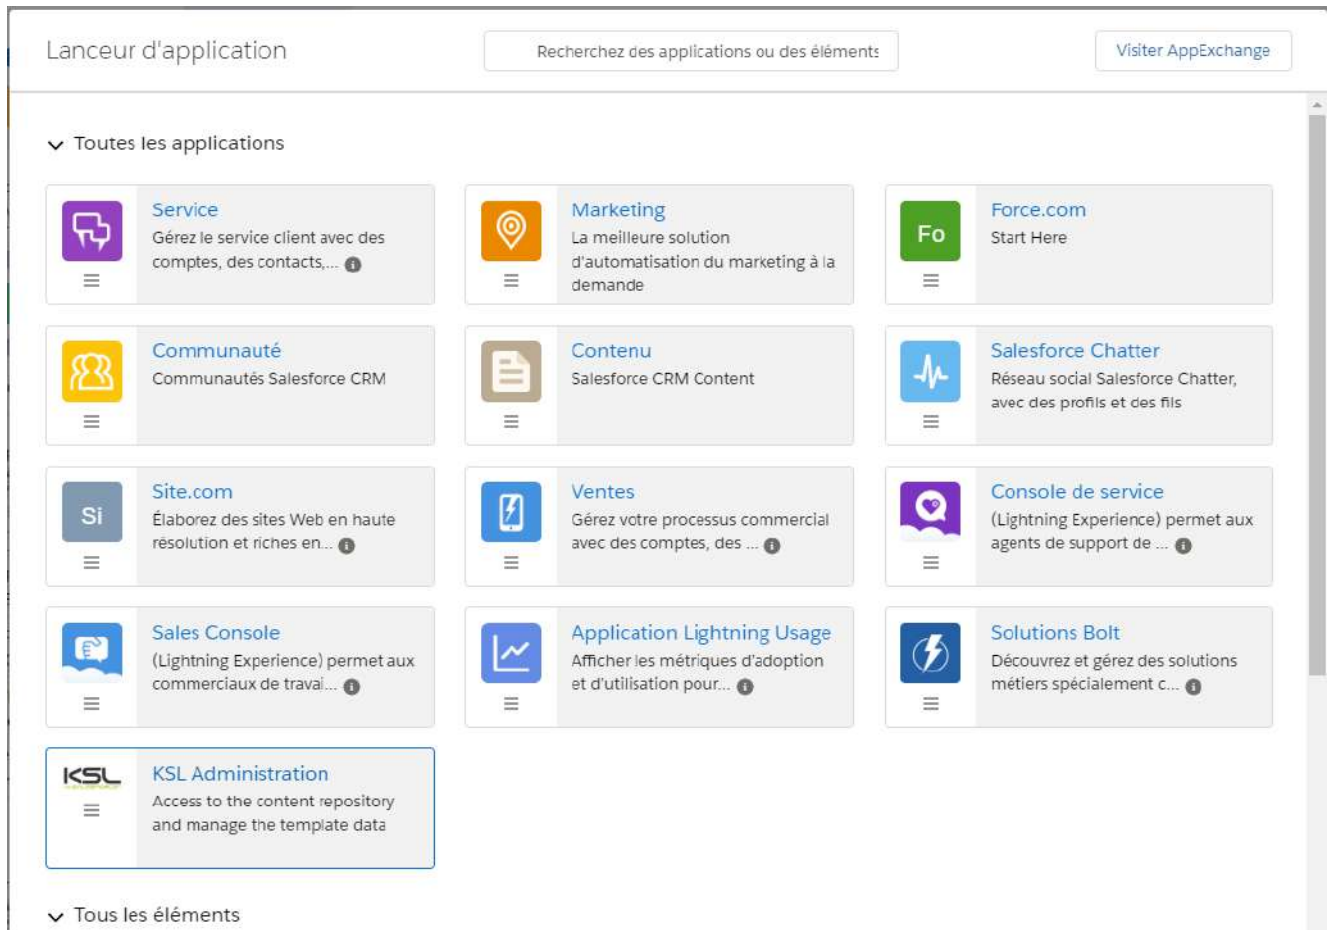 Lanceur d'application
Recherchez des applications ou des éléments
Visiter AppExchange
Toutes les applications
Service
Gérez le service client avec des
comptes, des contacts,...
Marketing
La meilleure solution
d'automatisation du marketing à la
demande
Fo
Force.com
Start Here
Communauté
Communautés Salesforce CRM
Contenu
Salesforce CRM Content
Salesforce Chatter
Réseau social Salesforce Chatter,
avec des profils et des fils
Si
Site.com
Élaborez des sites Web en haute
résolution et riches en...
Ventes
Gérez votre processus commercial
avec des comptes, des ...
Console de service
(Lightning Experience) permet aux
agents de support de ...
Sales Console
(Lightning Experience) permet aux
commerciaux de travai...
Application Lightning Usage
Afficher les métriques d'adoption
et d'utilisation pour...
Solutions Bolt
Découvrez et gérez des solutions
métiers spécialement c...
KSL
KSL Administration
Access to the content repository
and manage the template data
Tous les éléments